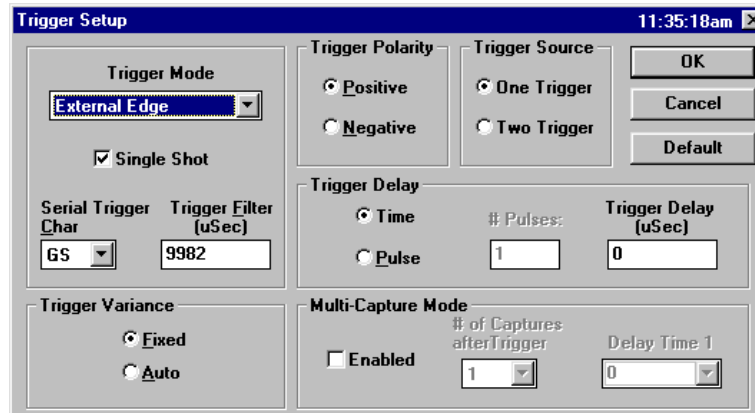 Trigger Setup 11:35:18am
Trigger Mode
External Edge
Single Shot
Serial Trigger Char
GS
Trigger Filter (uSec)
9982
Trigger Polarity
Positive
Negative
Trigger Source
One Trigger
Two Trigger
OK
Cancel
Default
Trigger Delay
Time
Pulse
# Pulses:
1
Trigger Delay (uSec)
0
Trigger Variance
Fixed
Auto
Multi-Capture Mode
Enabled
# of Captures afterTrigger
1
Delay Time 1
0